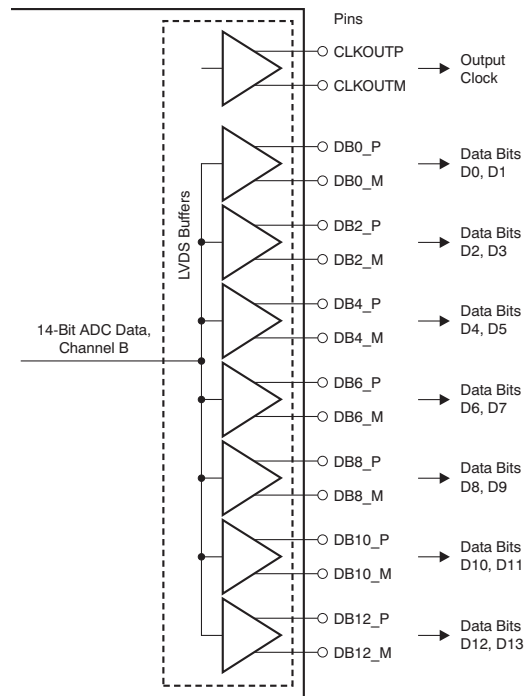 Pins
CLKOUTP
CLKOUTM
Output
Clock
DB0_P
DB0_M
Data Bits
D0, D1
DB2_P
DB2_M
Data Bits
D2, D3
LVDS Buffers
DB4_P
DB4_M
Data Bits
D4, D5
14-Bit ADC Data,
Channel B
DB6_P
DB6_M
Data Bits
D6, D7
DB8_P
DB8_M
Data Bits
D8, D9
DB10_P
DB10_M
Data Bits
D10, D11
DB12_P
DB12_M
Data Bits
D12, D13